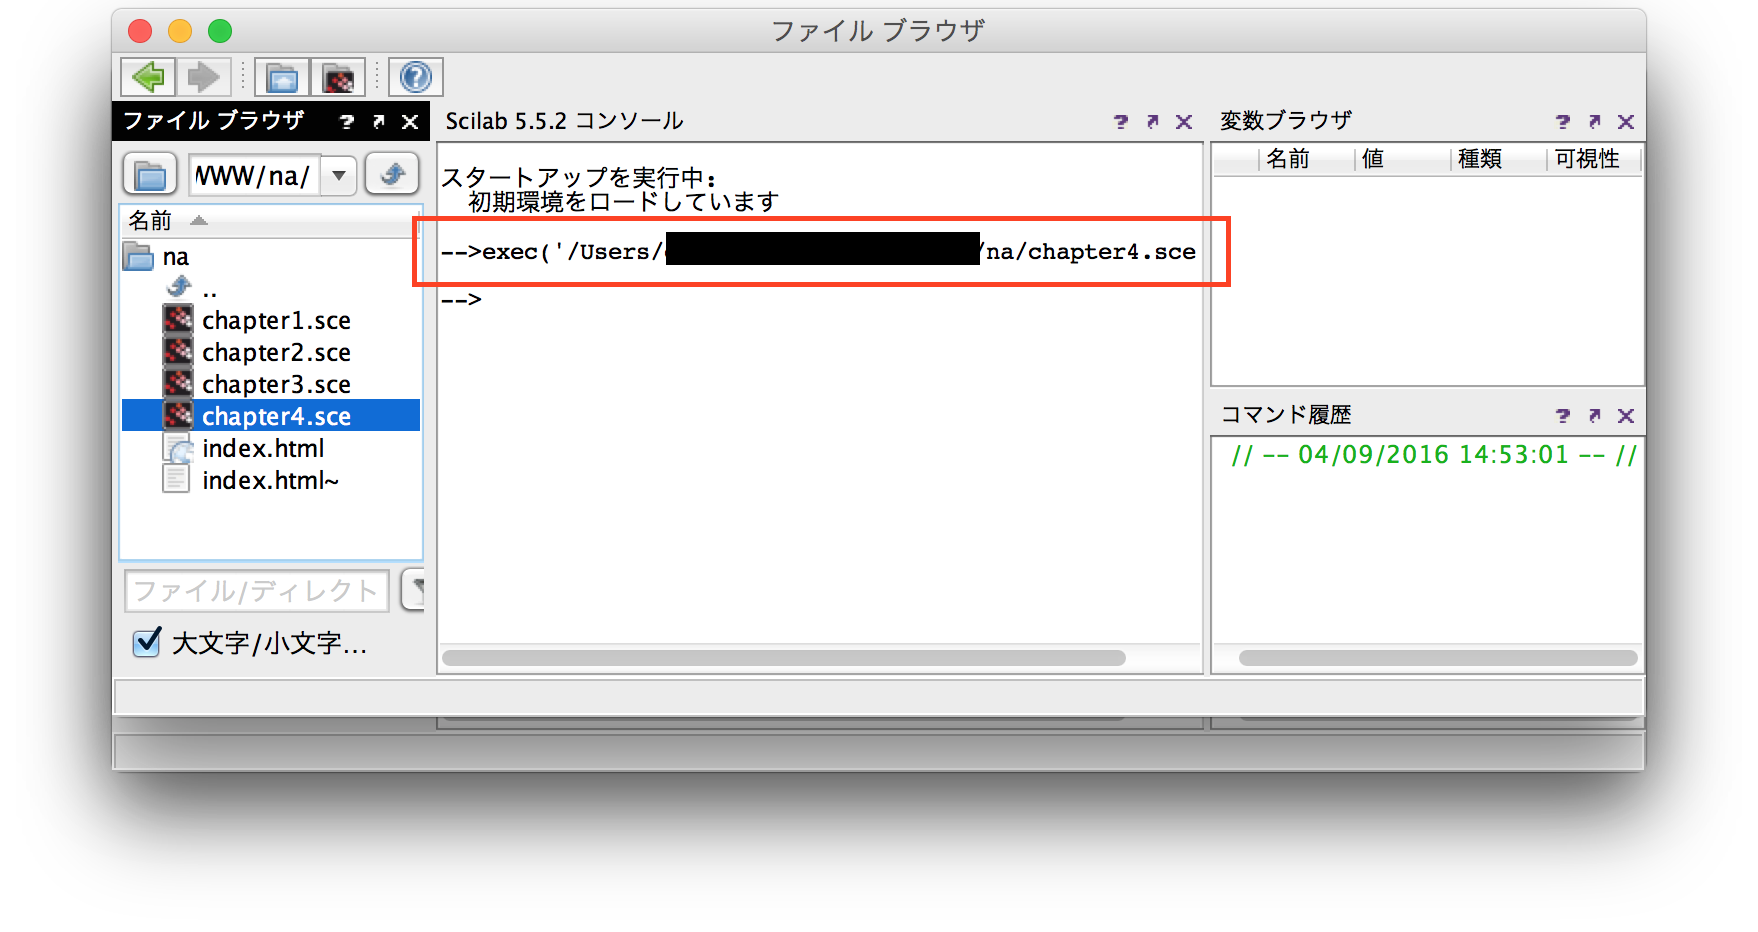 ファイル ブラウザ
ファイル ブラウザ
WWW/na/
名前
na
..
chapter1.sce
chapter2.sce
chapter3.sce
chapter4.sce
index.html
index.html~
ファイル/ディレクト
大文字/小文字...
Scilab 5.5.2 コンソール
スタートアップを実行中:
初期環境をロードしています
-->exec('/Users/ /na/chapter4.sce
-->
変数ブラウザ
名前 値 種類 可視性
コマンド履歴
// -- 04/09/2016 14:53:01 -- //